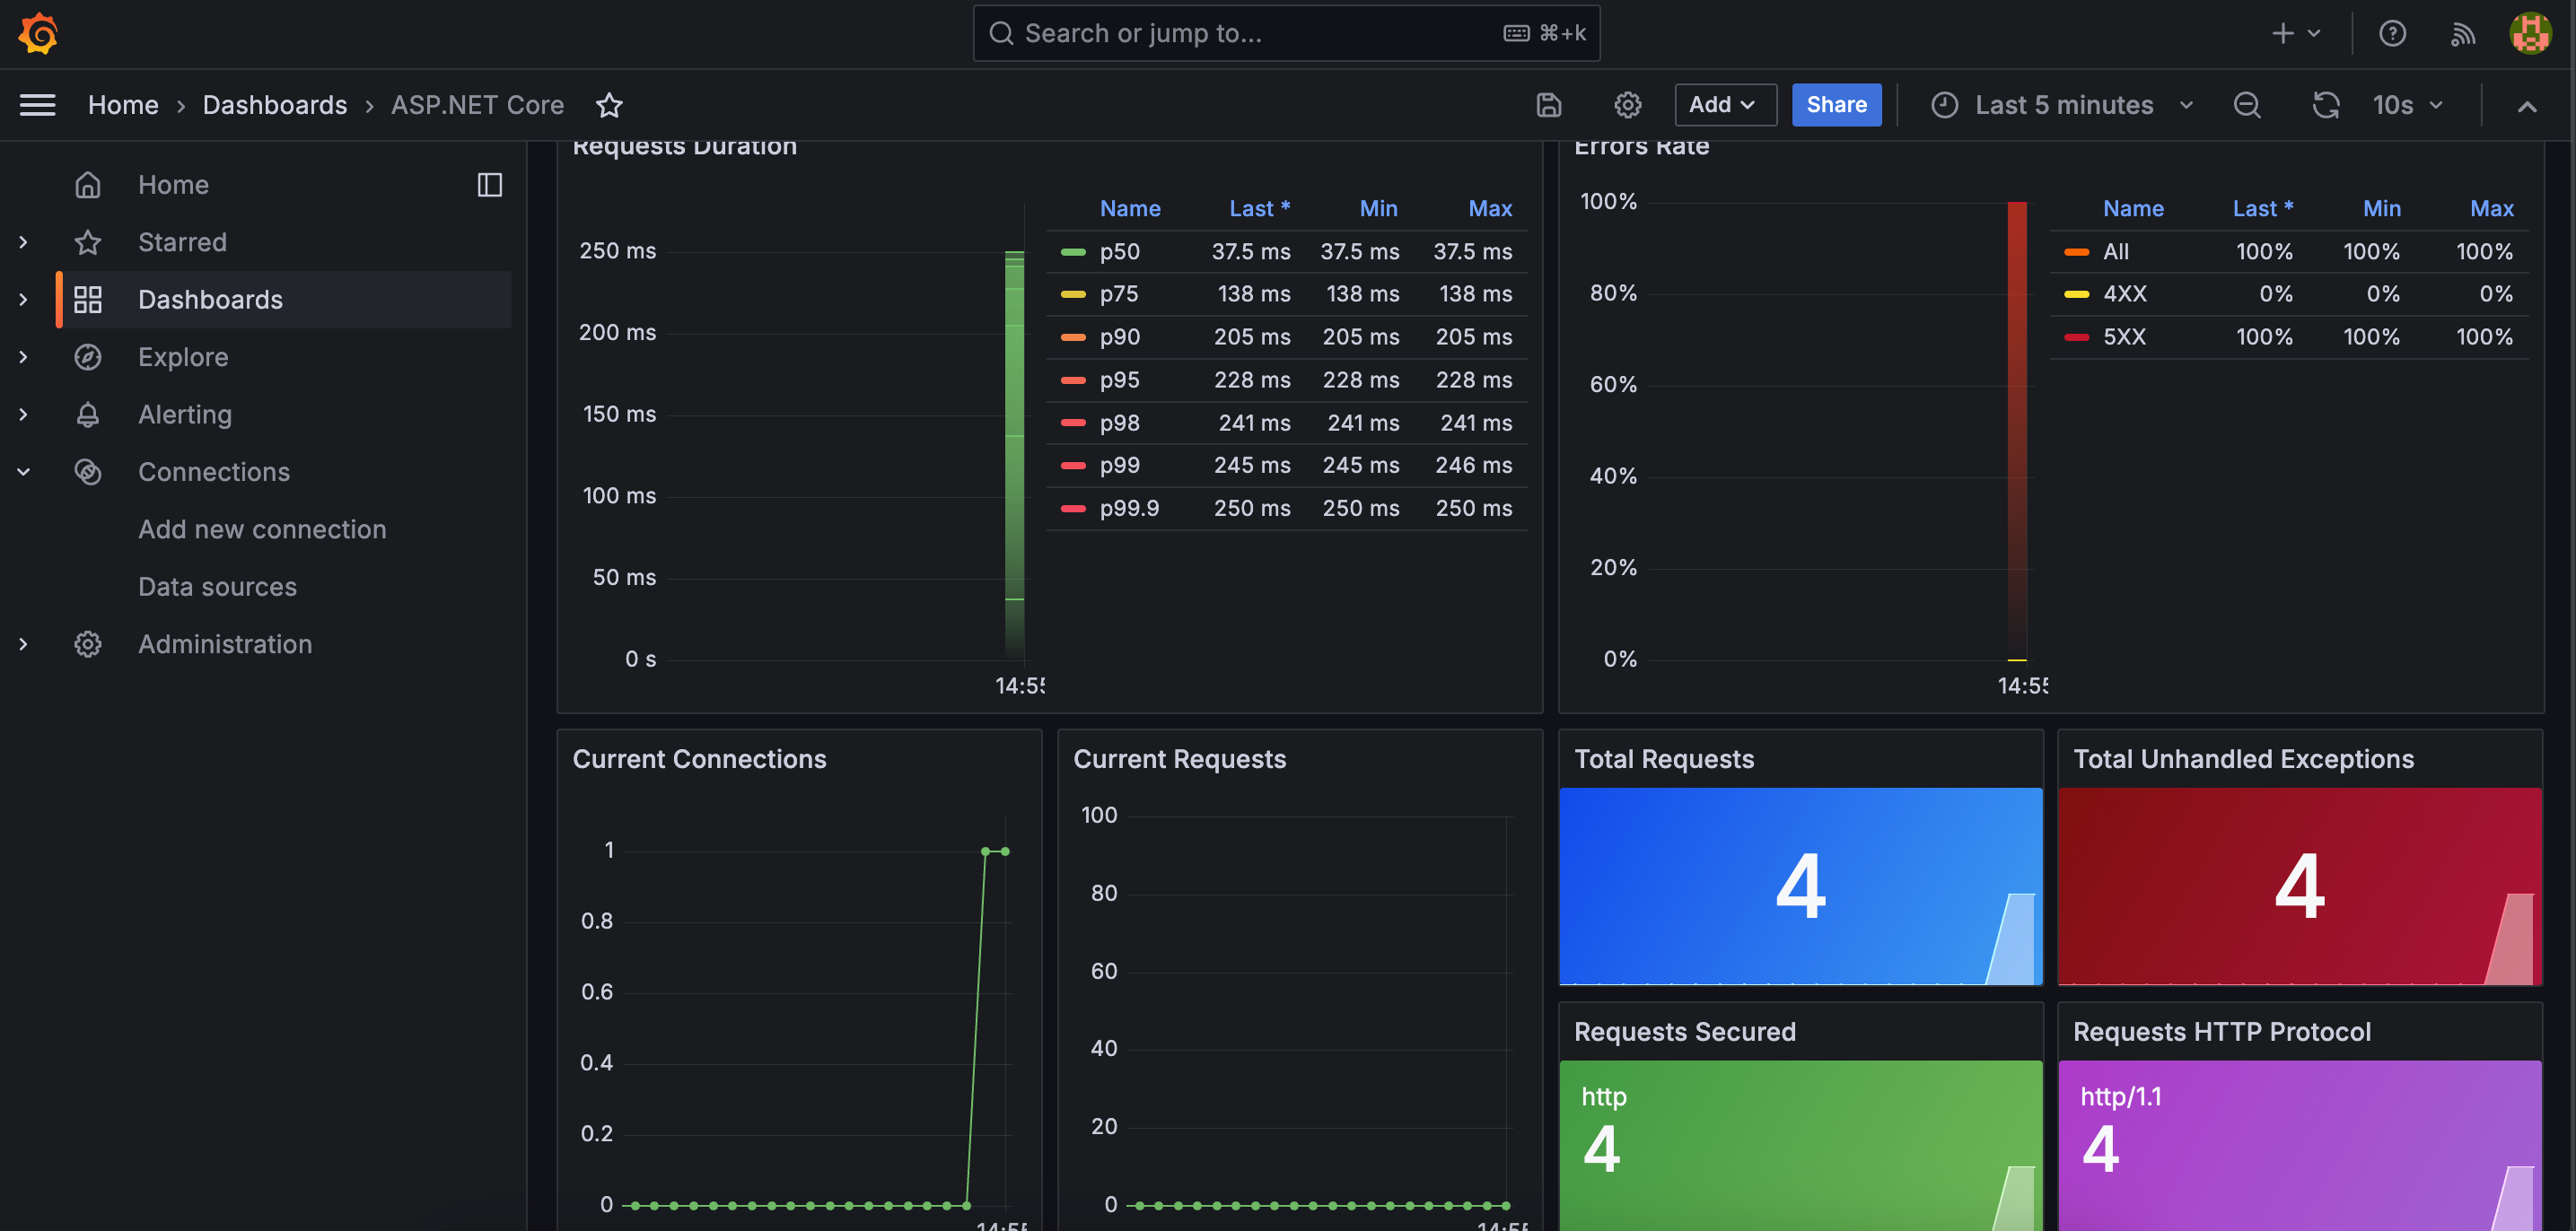 Search or jump to...
⌘+k
Home › Dashboards › ASP.NET Core
Add
Share
Last 5 minutes
10s
Home
Starred
Dashboards
Explore
Alerting
Connections
Add new connection
Data sources
Administration
Requests Duration
250 ms
200 ms
150 ms
100 ms
50 ms
0 s
14:55
Name Last * Min Max
p50 37.5 ms 37.5 ms 37.5 ms
p75 138 ms 138 ms 138 ms
p90 205 ms 205 ms 205 ms
p95 228 ms 228 ms 228 ms
p98 241 ms 241 ms 241 ms
p99 245 ms 245 ms 246 ms
p99.9 250 ms 250 ms 250 ms
Errors Rate
100%
80%
60%
40%
20%
0%
14:55
Name Last * Min Max
All 100% 100% 100%
4XX 0% 0% 0%
5XX 100% 100% 100%
Current Connections
1
0.8
0.6
0.4
0.2
0
14:55
Current Requests
100
80
60
40
20
0
14:55
Total Requests
4
Total Unhandled Exceptions
4
Requests Secured
http
4
Requests HTTP Protocol
http/1.1
4